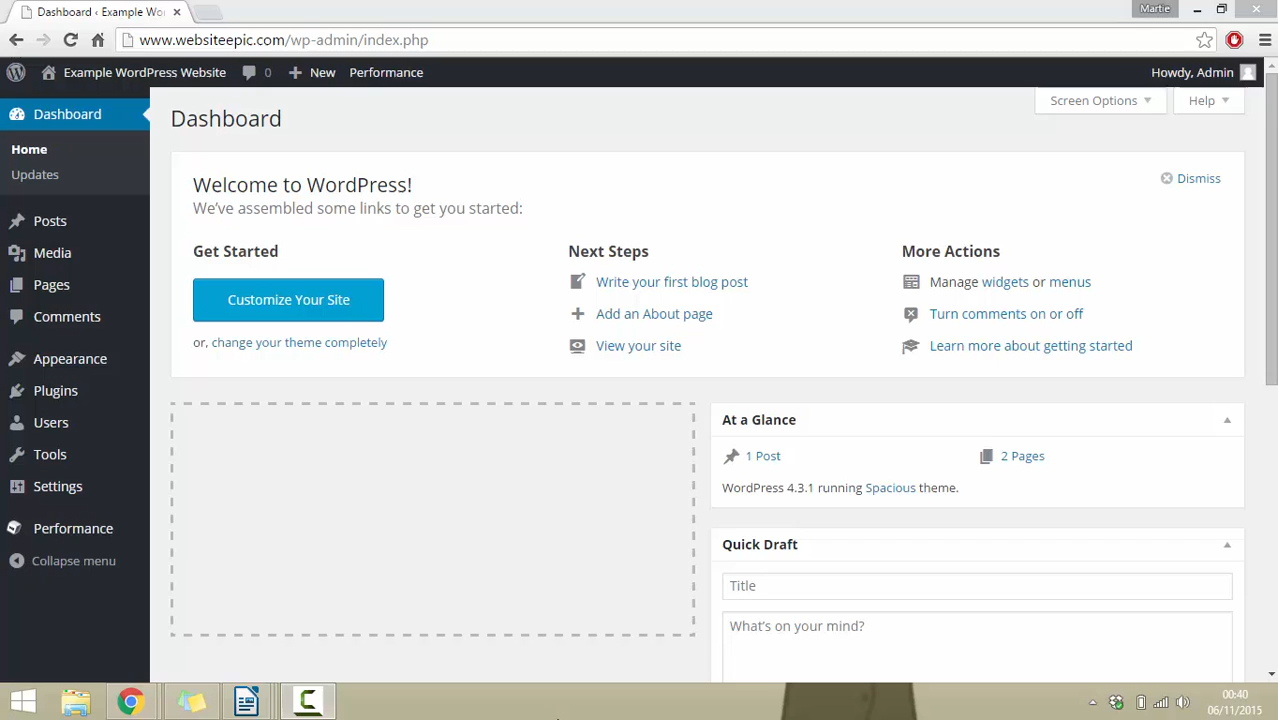 Dashboard ‹ Example Wo
Martie
www.websiteepic.com/wp-admin/index.php
Example WordPress Website 0 New Performance Howdy, Admin
Dashboard
Home
Updates
Posts
Media
Pages
Comments
Appearance
Plugins
Users
Tools
Settings
Performance
Collapse menu
Dashboard
Screen Options
Help
Welcome to WordPress!
We've assembled some links to get you started:
Dismiss
Get Started
Customize Your Site
or, change your theme completely
Next Steps
Write your first blog post
Add an About page
View your site
More Actions
Manage widgets or menus
Turn comments on or off
Learn more about getting started
At a Glance
1 Post
2 Pages
WordPress 4.3.1 running Spacious theme.
Quick Draft
Title
What's on your mind?
00:40
06/11/2015